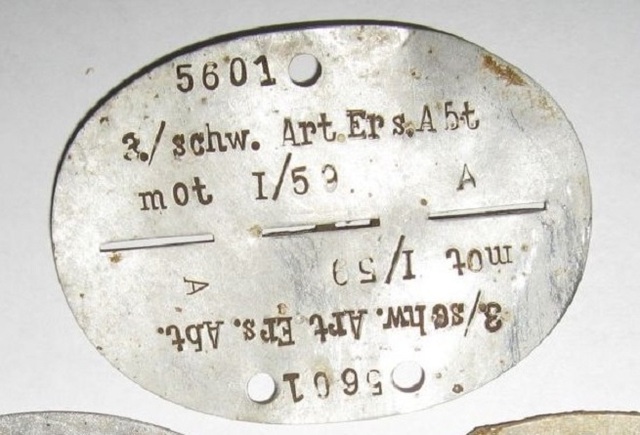 5601
3./schw. Art.Ers.Abt
mot I/59 A
mot I/59
A
3./schw. Art Ers. Abt.
5601